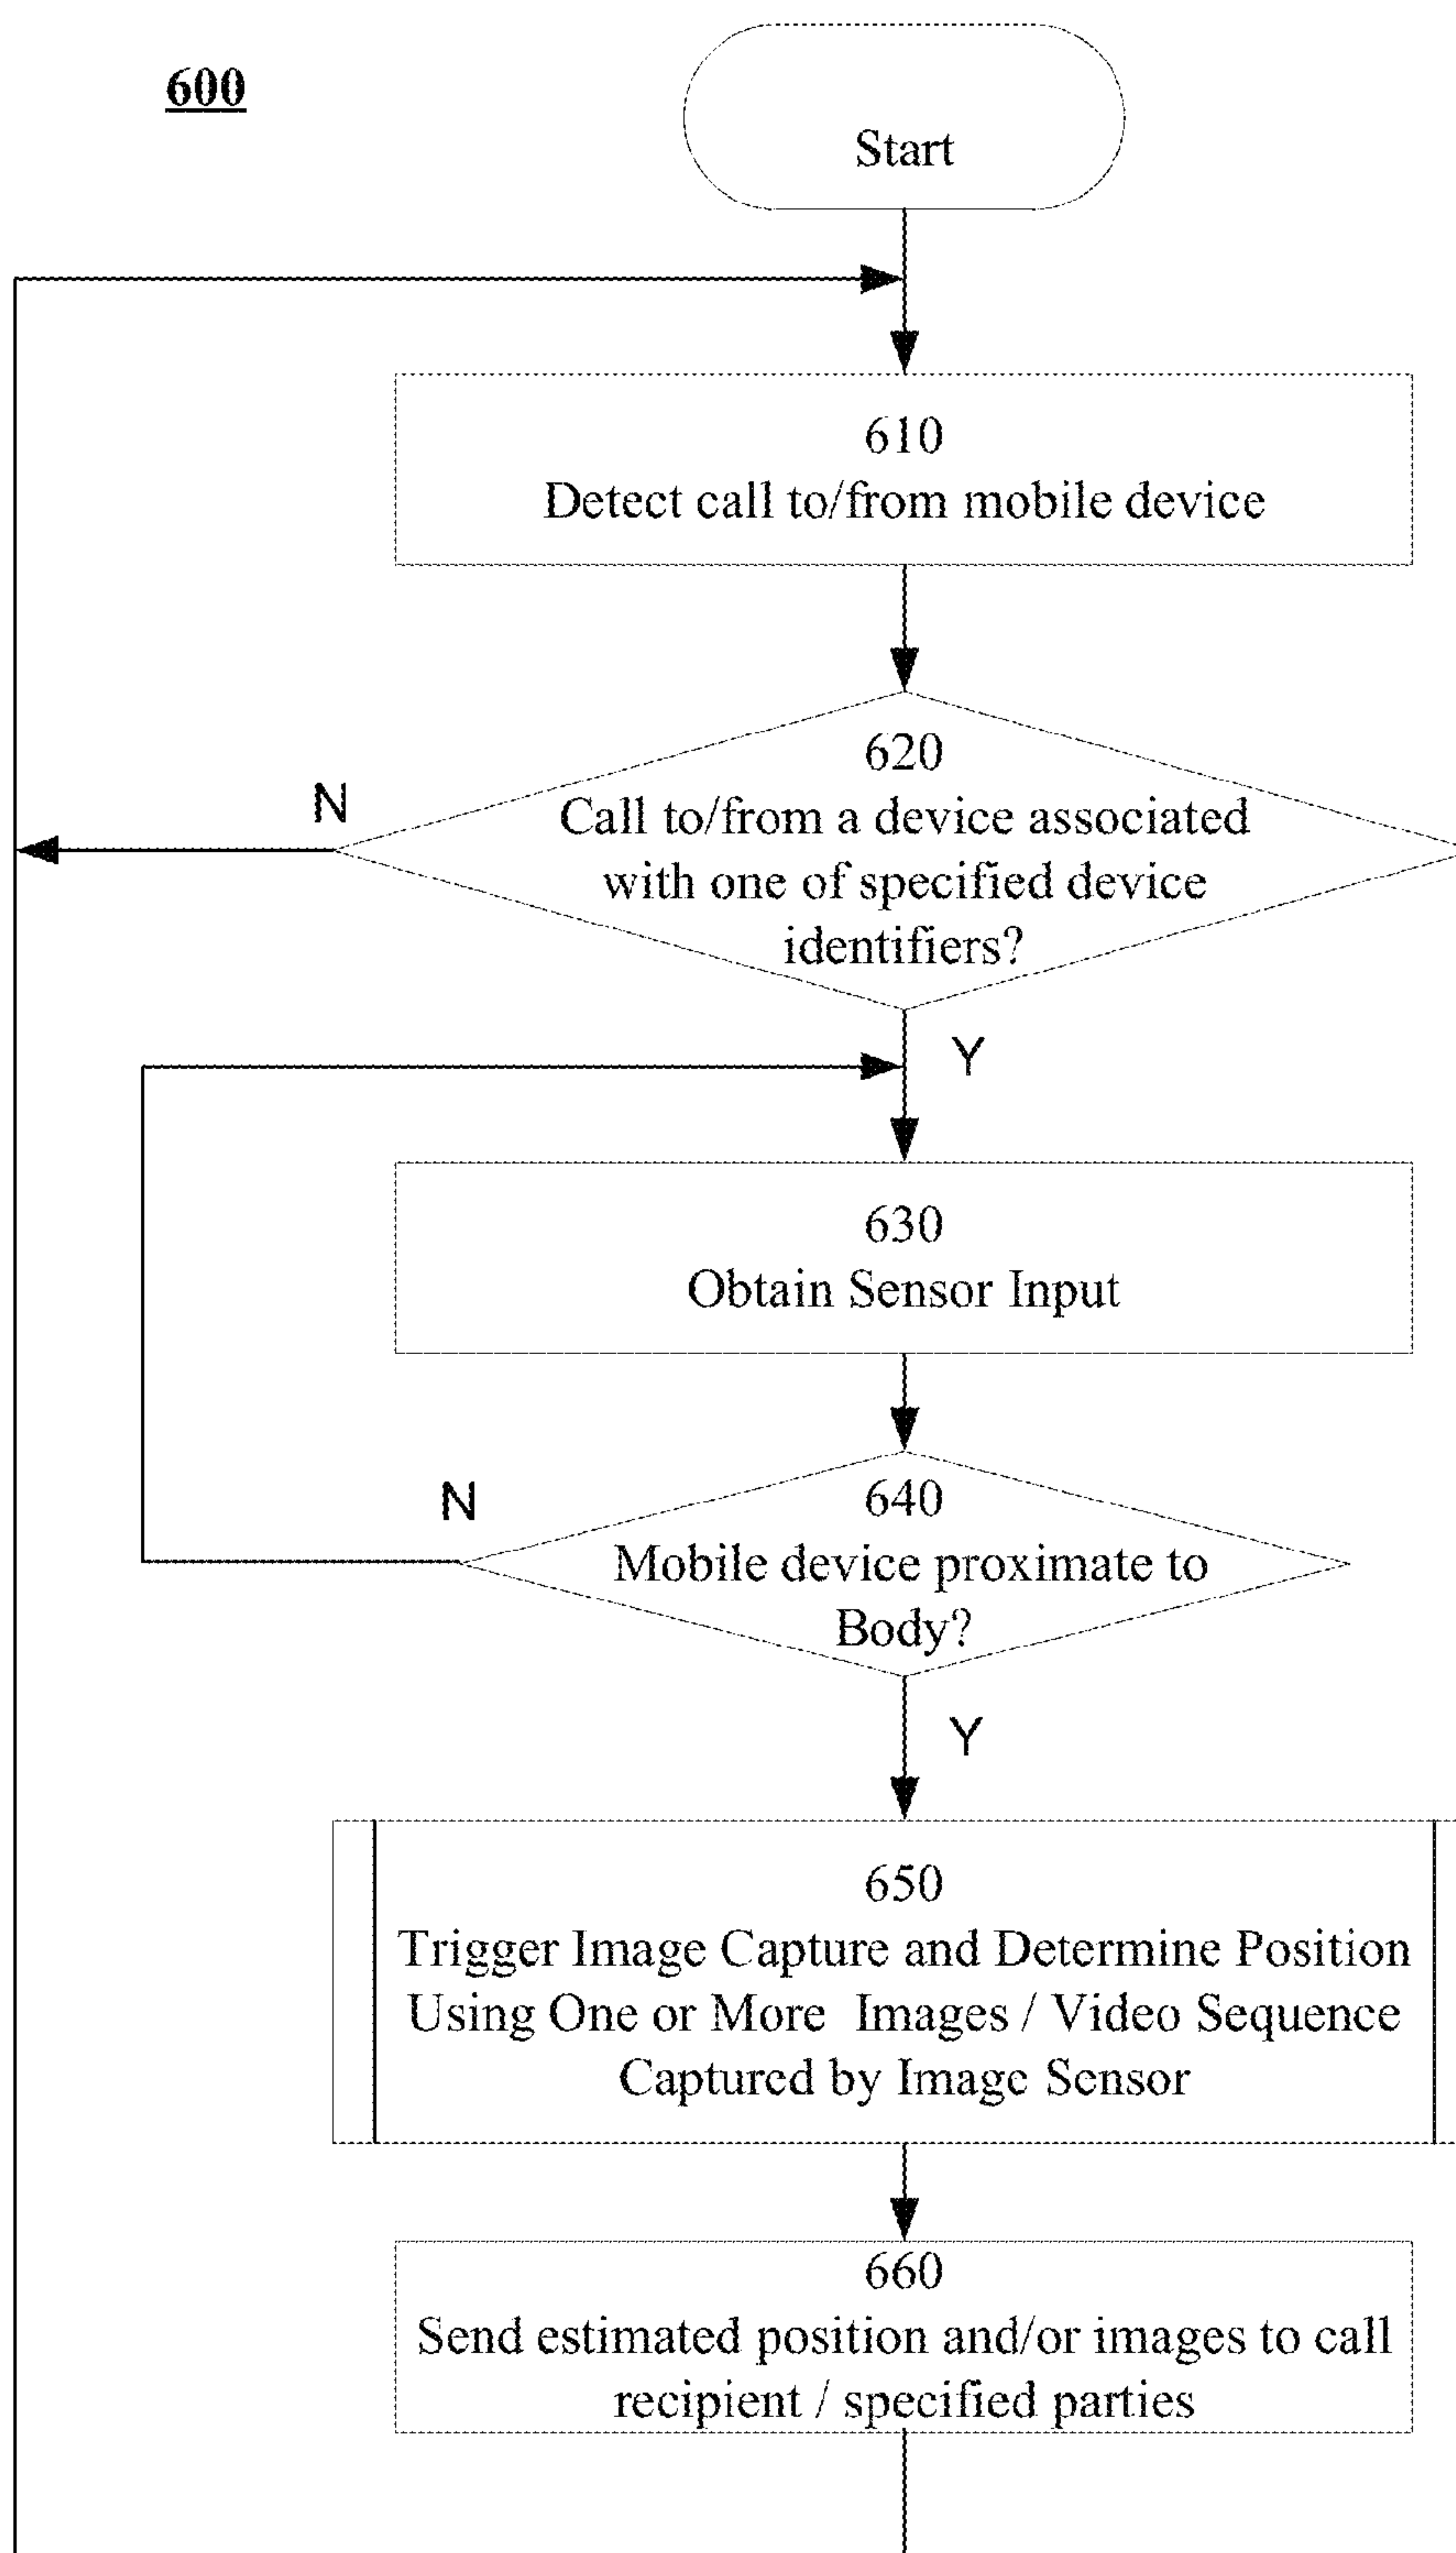 600
Start
610
Detect call to/from mobile device
620
Call to/from a device associated
with one of specified device
identifiers?
N
Y
630
Obtain Sensor Input
640
Mobile device proximate to
Body?
N
Y
650
Trigger Image Capture and Determine Position
Using One or More Images / Video Sequence
Captured by Image Sensor
660
Send estimated position and/or images to call
recipient / specified parties